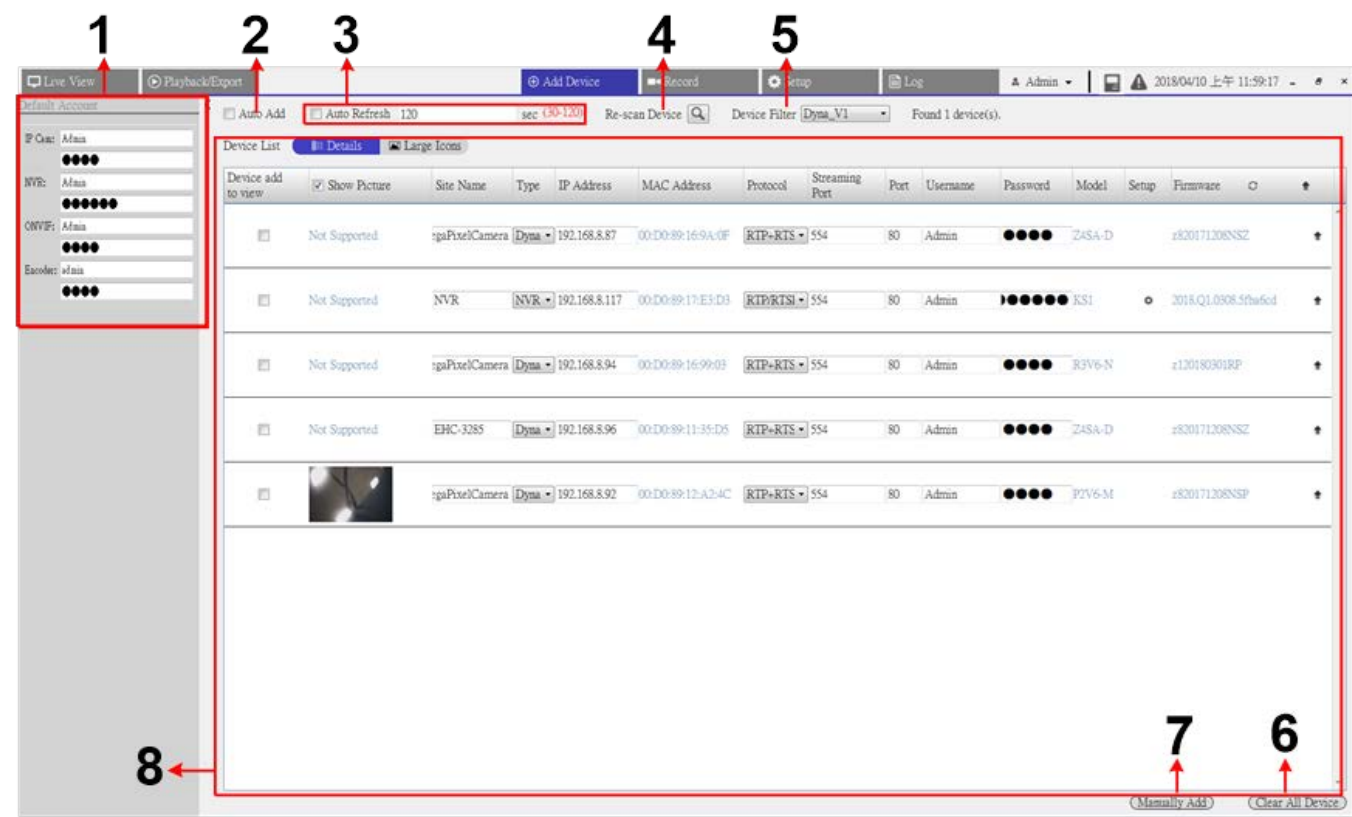 1 2 3 4 5
Live View Playback/Export Add Device Record Setup Log Admin 2018/04/10 上午 11:59:17
Default Account
Auto Add Auto Refresh 120 sec (30-120) Re-scan Device Device Filter Dyna_V1 Found 1 device(s).
IP Cam: Admin
NVR: Admin
ONVIF: Admin
Encoder: admin
Device List Details Large Icons
Device add to view Show Picture Site Name Type IP Address MAC Address Protocol Streaming Port Port Username Password Model Setup Firmware
Not Supported egaPixelCamera Dyna 192.168.8.87 00:D0:89:16:9A:0F RTP+RTS 554 80 Admin Z4SA-D z820171208NSZ
Not Supported NVR NVR 192.168.8.117 00:D0:89:17:E3:D3 RTP/RTSI 554 80 Admin KS1 2018.Q1.0308.5fba6cd
Not Supported egaPixelCamera Dyna 192.168.8.94 00:D0:89:16:99:03 RTP+RTS 554 80 Admin R3V6-N z120180301RP
Not Supported EHC-3285 Dyna 192.168.8.96 00:D0:89:11:35:D5 RTP+RTS 554 80 Admin Z4SA-D z820171208NSZ
egaPixelCamera Dyna 192.168.8.92 00:D0:89:12:A2:4C RTP+RTS 554 80 Admin P2V6-M z820171208NSP
7 6
8
Manually Add Clear All Device